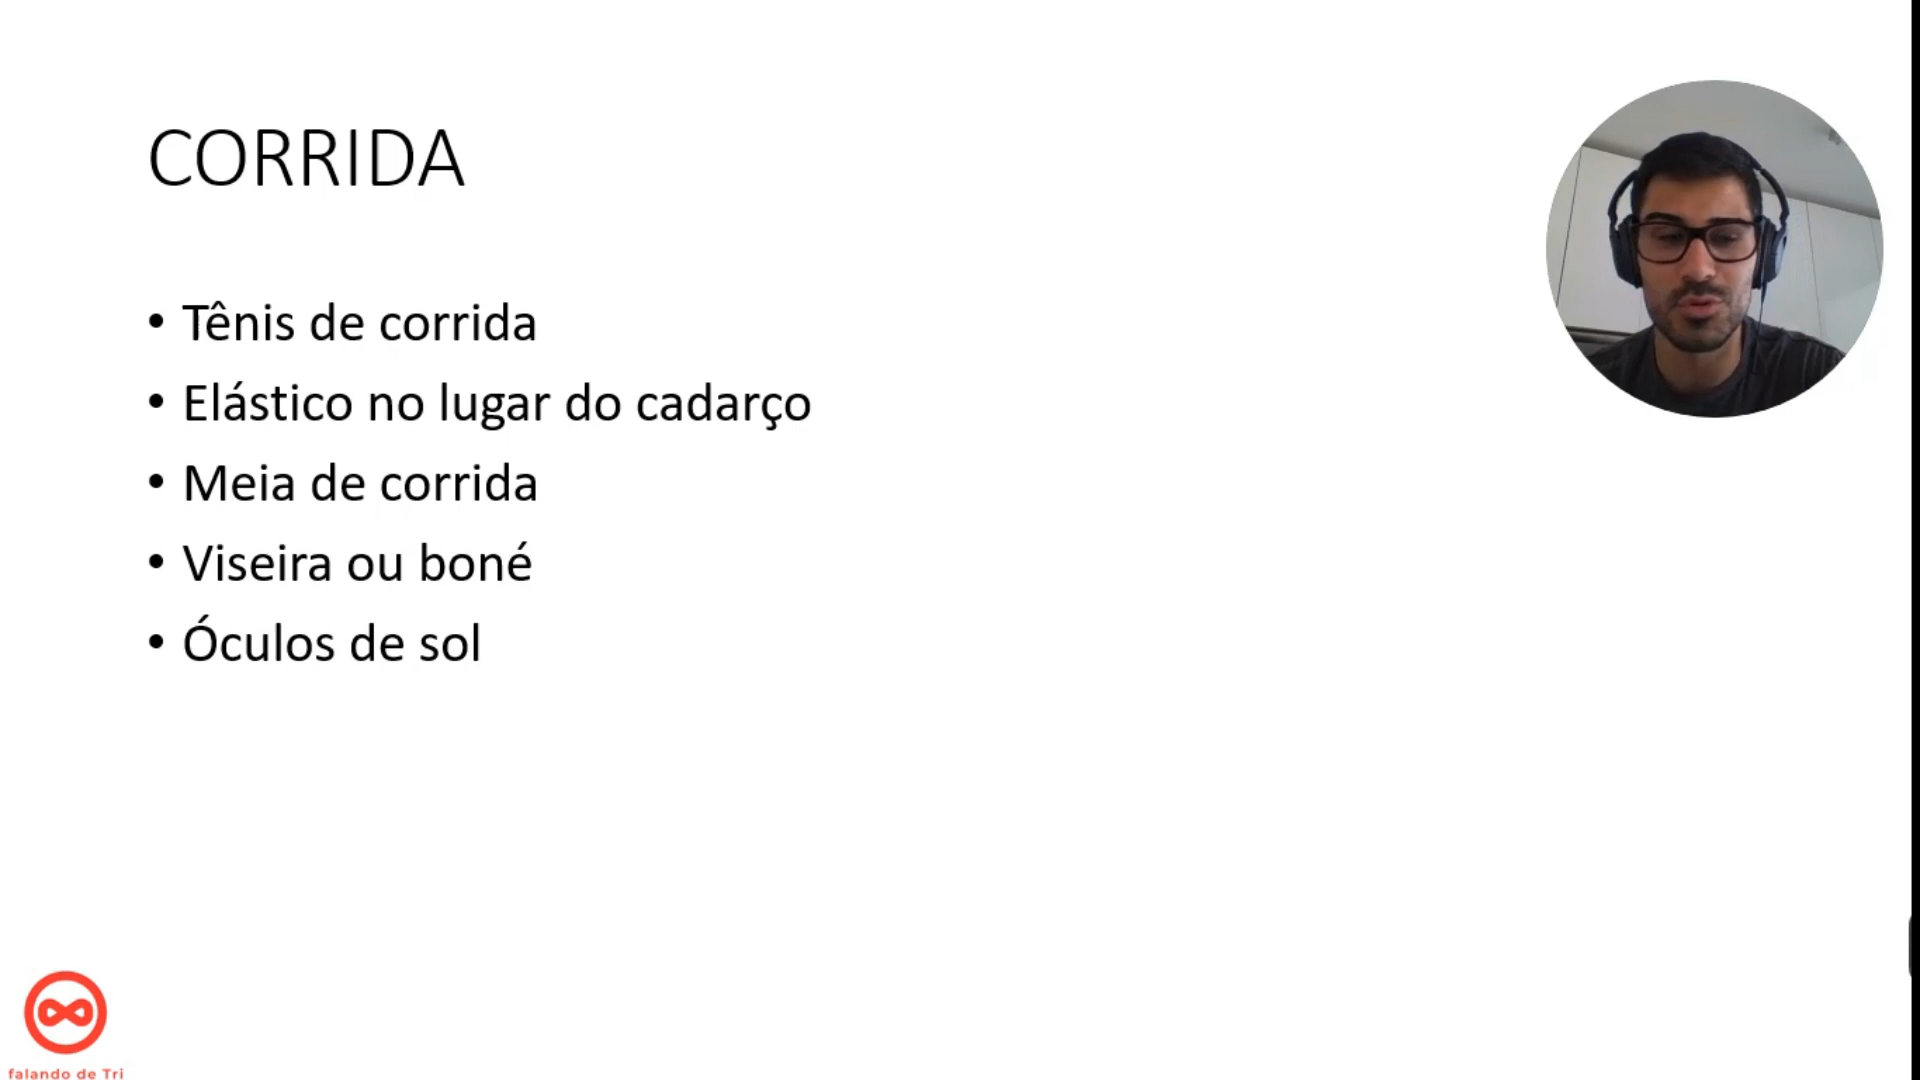 CORRIDA
• Tênis de corrida
• Elástico no lugar do cadarço
• Meia de corrida
• Viseira ou boné
• Óculos de sol
falando de Tri